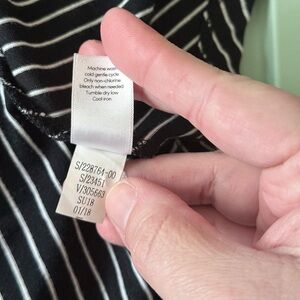 Machine wash
cold gentle cycle
Only non-chlorine
bleach when needed
Tumble dry low
Cool iron
S/228764-00
S/23451
V/305663
SU18
01/18